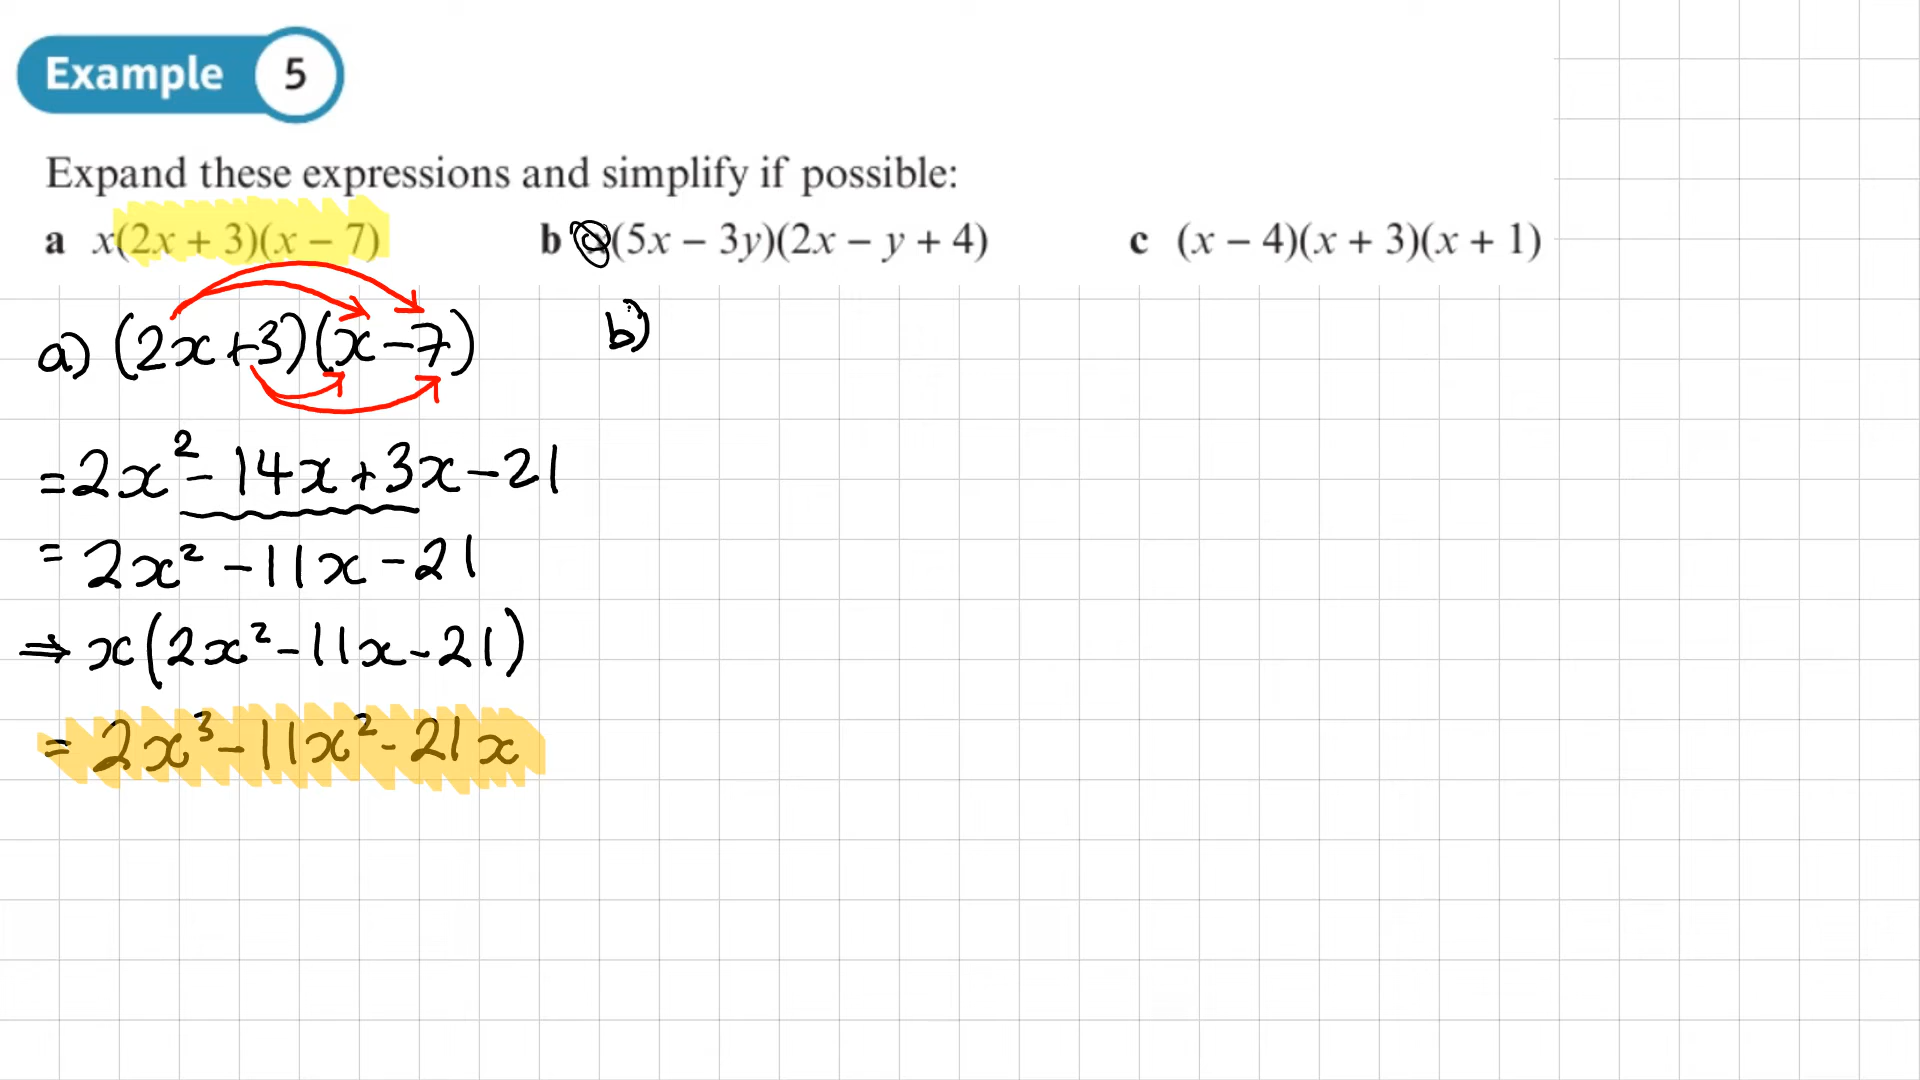 Example 5
Expand these expressions and simplify if possible:
a x(2x + 3)(x − 7) b (5x − 3y)(2x − y + 4) c (x − 4)(x + 3)(x + 1)
a) (2x+3)(x−7)
= 2x² − 14x + 3x − 21
= 2x² − 11x − 21
⇒ x(2x² − 11x − 21)
= 2x³ − 11x² − 21x
b)